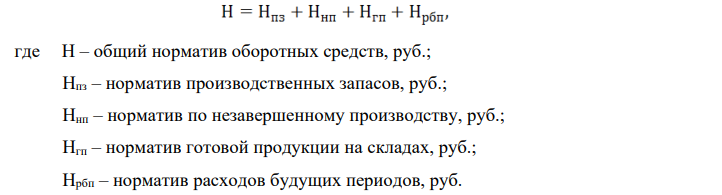 Н = Нпз + Ннп + Нгп + Нрбп,
где Н – общий норматив оборотных средств, руб.;
Нпз – норматив производственных запасов, руб.;
Ннп – норматив по незавершенному производству, руб.;
Нгп – норматив готовой продукции на складах, руб.;
Нрбп – норматив расходов будущих периодов, руб.